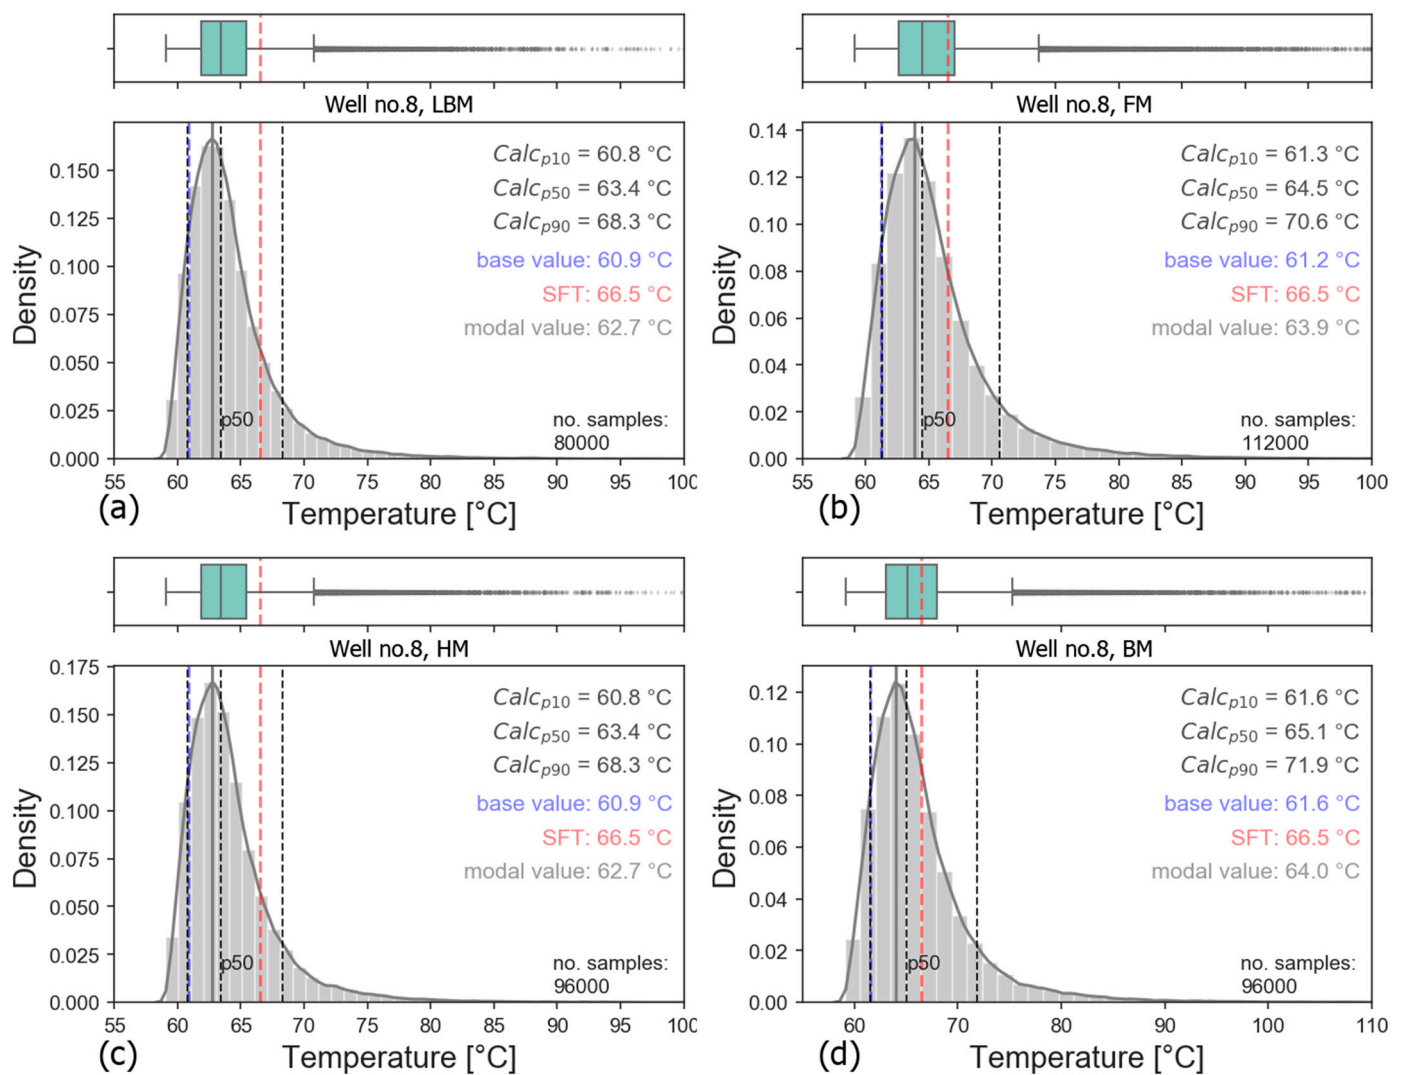 Well no.8, LBM
Density
0.150
0.125
0.100
0.075
0.050
0.025
0.000
Calcp10 = 60.8 °C
Calcp50 = 63.4 °C
Calcp90 = 68.3 °C
base value: 60.9 °C
SFT: 66.5 °C
modal value: 62.7 °C
p50
no. samples:
80000
55 60 65 70 75 80 85 90 95 100
(a) Temperature [°C]
Well no.8, FM
0.14
0.12
0.10
0.08
0.06
0.04
0.02
0.00
Density
Calcp10 = 61.3 °C
Calcp50 = 64.5 °C
Calcp90 = 70.6 °C
base value: 61.2 °C
SFT: 66.5 °C
modal value: 63.9 °C
p50
no. samples:
112000
55 60 65 70 75 80 85 90 95 100
(b) Temperature [°C]
Well no.8, HM
0.175
0.150
0.125
0.100
0.075
0.050
0.025
0.000
Density
Calcp10 = 60.8 °C
Calcp50 = 63.4 °C
Calcp90 = 68.3 °C
base value: 60.9 °C
SFT: 66.5 °C
modal value: 62.7 °C
p50
no. samples:
96000
55 60 65 70 75 80 85 90 95 100
(c) Temperature [°C]
Well no.8, BM
0.12
0.10
0.08
0.06
0.04
0.02
0.00
Density
Calcp10 = 61.6 °C
Calcp50 = 65.1 °C
Calcp90 = 71.9 °C
base value: 61.6 °C
SFT: 66.5 °C
modal value: 64.0 °C
p50
no. samples:
96000
60 70 80 90 100 110
(d) Temperature [°C]